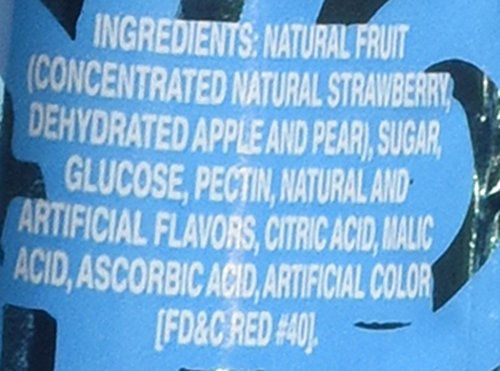 INGREDIENTS: NATURAL FRUIT
(CONCENTRATED NATURAL STRAWBERRY,
DEHYDRATED APPLE AND PEAR), SUGAR,
GLUCOSE, PECTIN, NATURAL AND
ARTIFICIAL FLAVORS, CITRIC ACID, MALIC
ACID, ASCORBIC ACID, ARTIFICIAL COLOR
[FD&C RED #40].